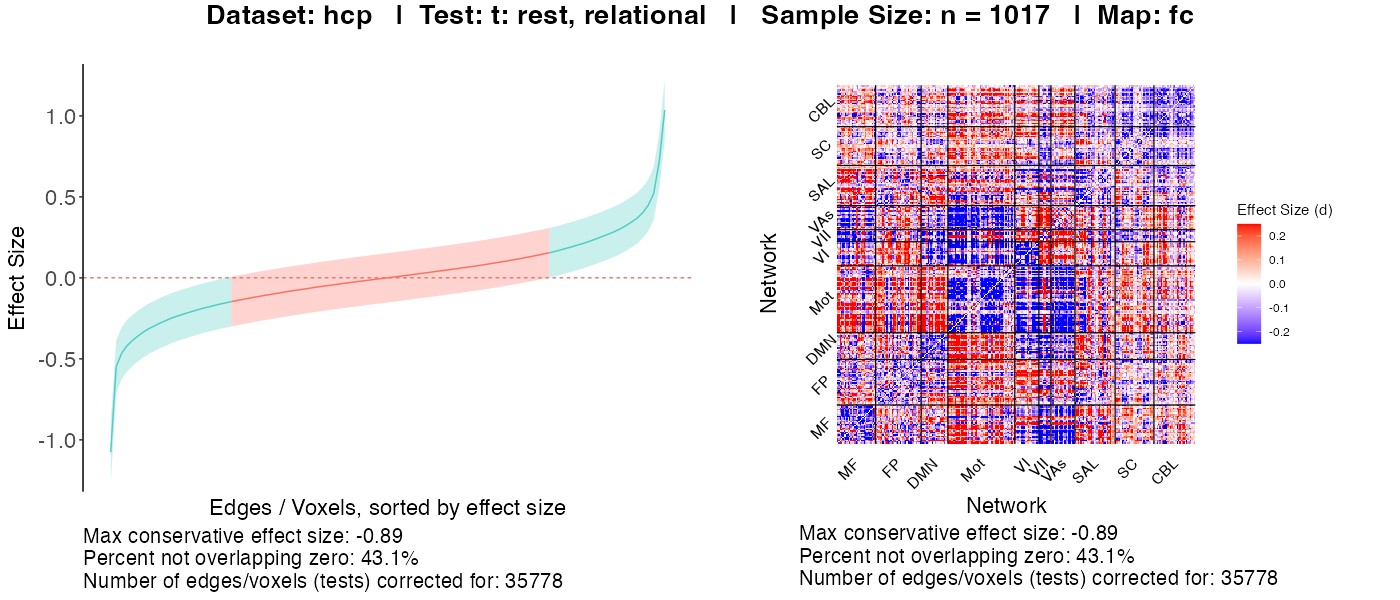 Dataset: hcp | Test: t: rest, relational | Sample Size: n = 1017 | Map: fc
Effect Size
1.0
0.5
0.0
-0.5
-1.0
Edges / Voxels, sorted by effect size
Max conservative effect size: -0.89
Percent not overlapping zero: 43.1%
Number of edges/voxels (tests) corrected for: 35778
Network
CBL
SC
SAL
VAs
VII
VI
Mot
DMN
FP
MF
MF
FP
DMN
Mot
VI
VII
VAs
SAL
SC
CBL
Network
Max conservative effect size: -0.89
Percent not overlapping zero: 43.1%
Number of edges/voxels (tests) corrected for: 35778
Effect Size (d)
0.2
0.1
0.0
-0.1
-0.2